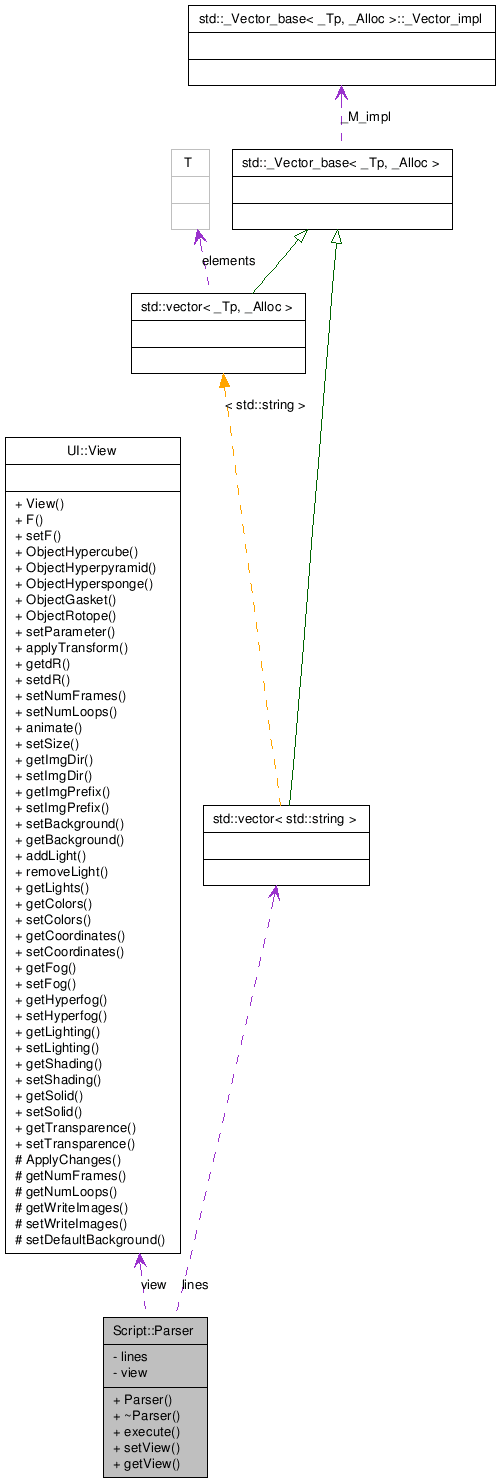 std::_Vector_base< _Tp, _Alloc >::_Vector_impl
_M_impl
T
std::_Vector_base< _Tp, _Alloc >
elements
std::vector< _Tp, _Alloc >
< std::string >
UI::View
+ View()
+ F()
+ setF()
+ ObjectHypercube()
+ ObjectHyperpyramid()
+ ObjectHypersponge()
+ ObjectGasket()
+ ObjectRotope()
+ setParameter()
+ applyTransform()
+ getdR()
+ setdR()
+ setNumFrames()
+ setNumLoops()
+ animate()
+ setSize()
+ getImgDir()
+ setImgDir()
+ getImgPrefix()
+ setImgPrefix()
+ setBackground()
+ getBackground()
+ addLight()
+ removeLight()
+ getLights()
+ getColors()
+ setColors()
+ getCoordinates()
+ setCoordinates()
+ getFog()
+ setFog()
+ getHyperfog()
+ setHyperfog()
+ getLighting()
+ setLighting()
+ getShading()
+ setShading()
+ getSolid()
+ setSolid()
+ getTransparence()
+ setTransparence()
# ApplyChanges()
# getNumFrames()
# getNumLoops()
# getWriteImages()
# setWriteImages()
# setDefaultBackground()
std::vector< std::string >
view
lines
Script::Parser
- lines
- view
+ Parser()
+ ~Parser()
+ execute()
+ setView()
+ getView()